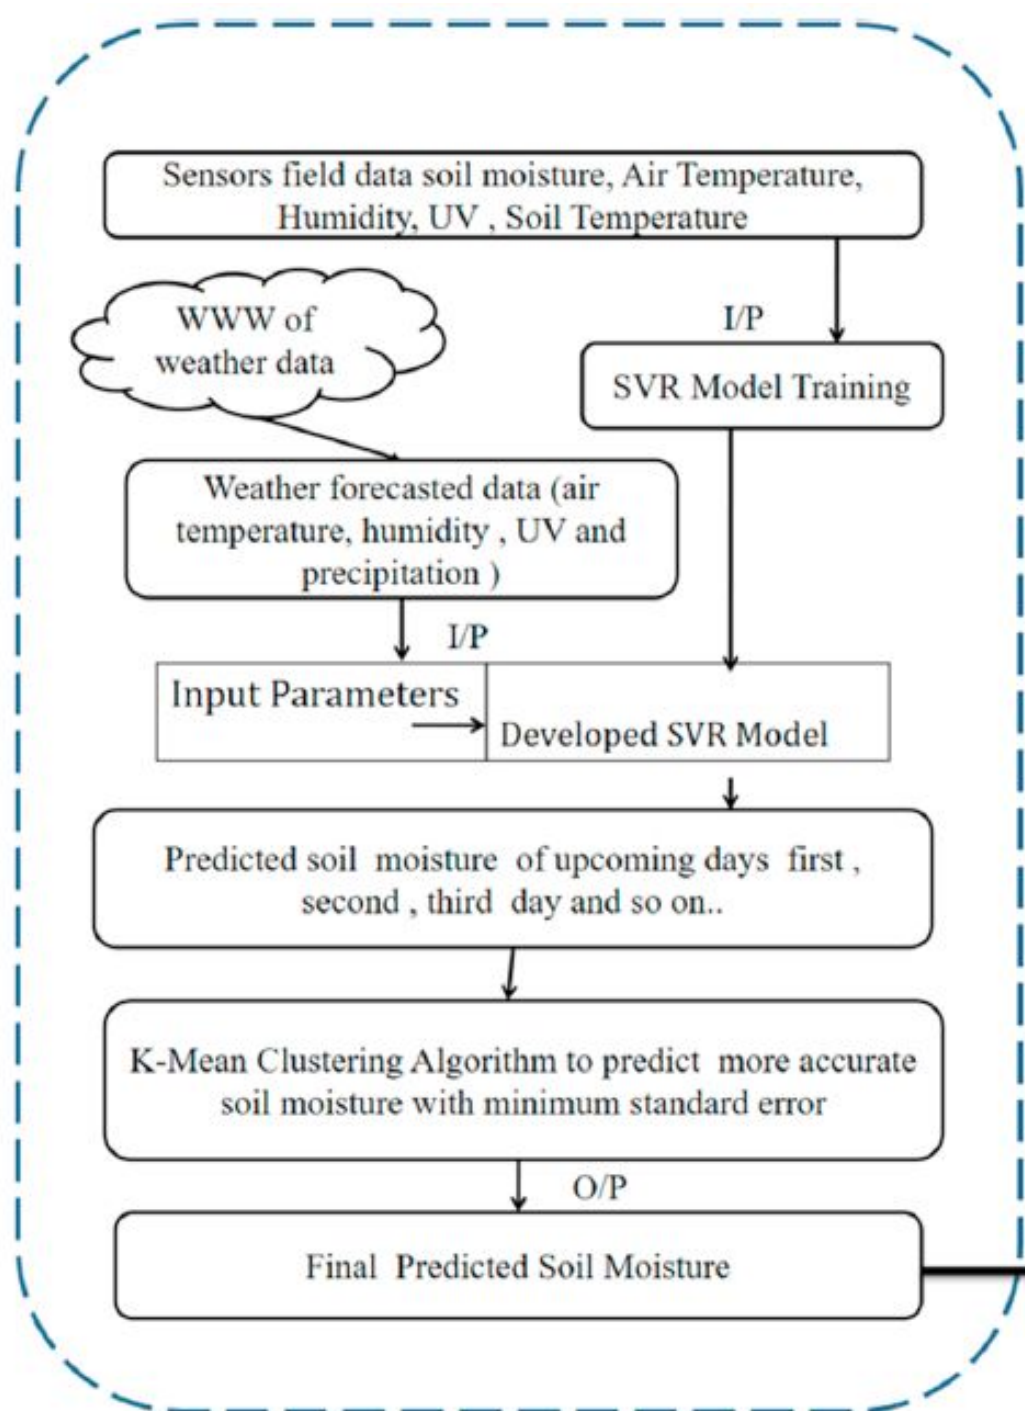 Sensors field data soil moisture, Air Temperature,
Humidity, UV , Soil Temperature
WWW of
weather data
I/P
SVR Model Training
Weather forecasted data (air
temperature, humidity , UV and
precipitation )
I/P
Input Parameters
Developed SVR Model
Predicted soil moisture of upcoming days first ,
second , third day and so on..
K-Mean Clustering Algorithm to predict more accurate
soil moisture with minimum standard error
O/P
Final Predicted Soil Moisture